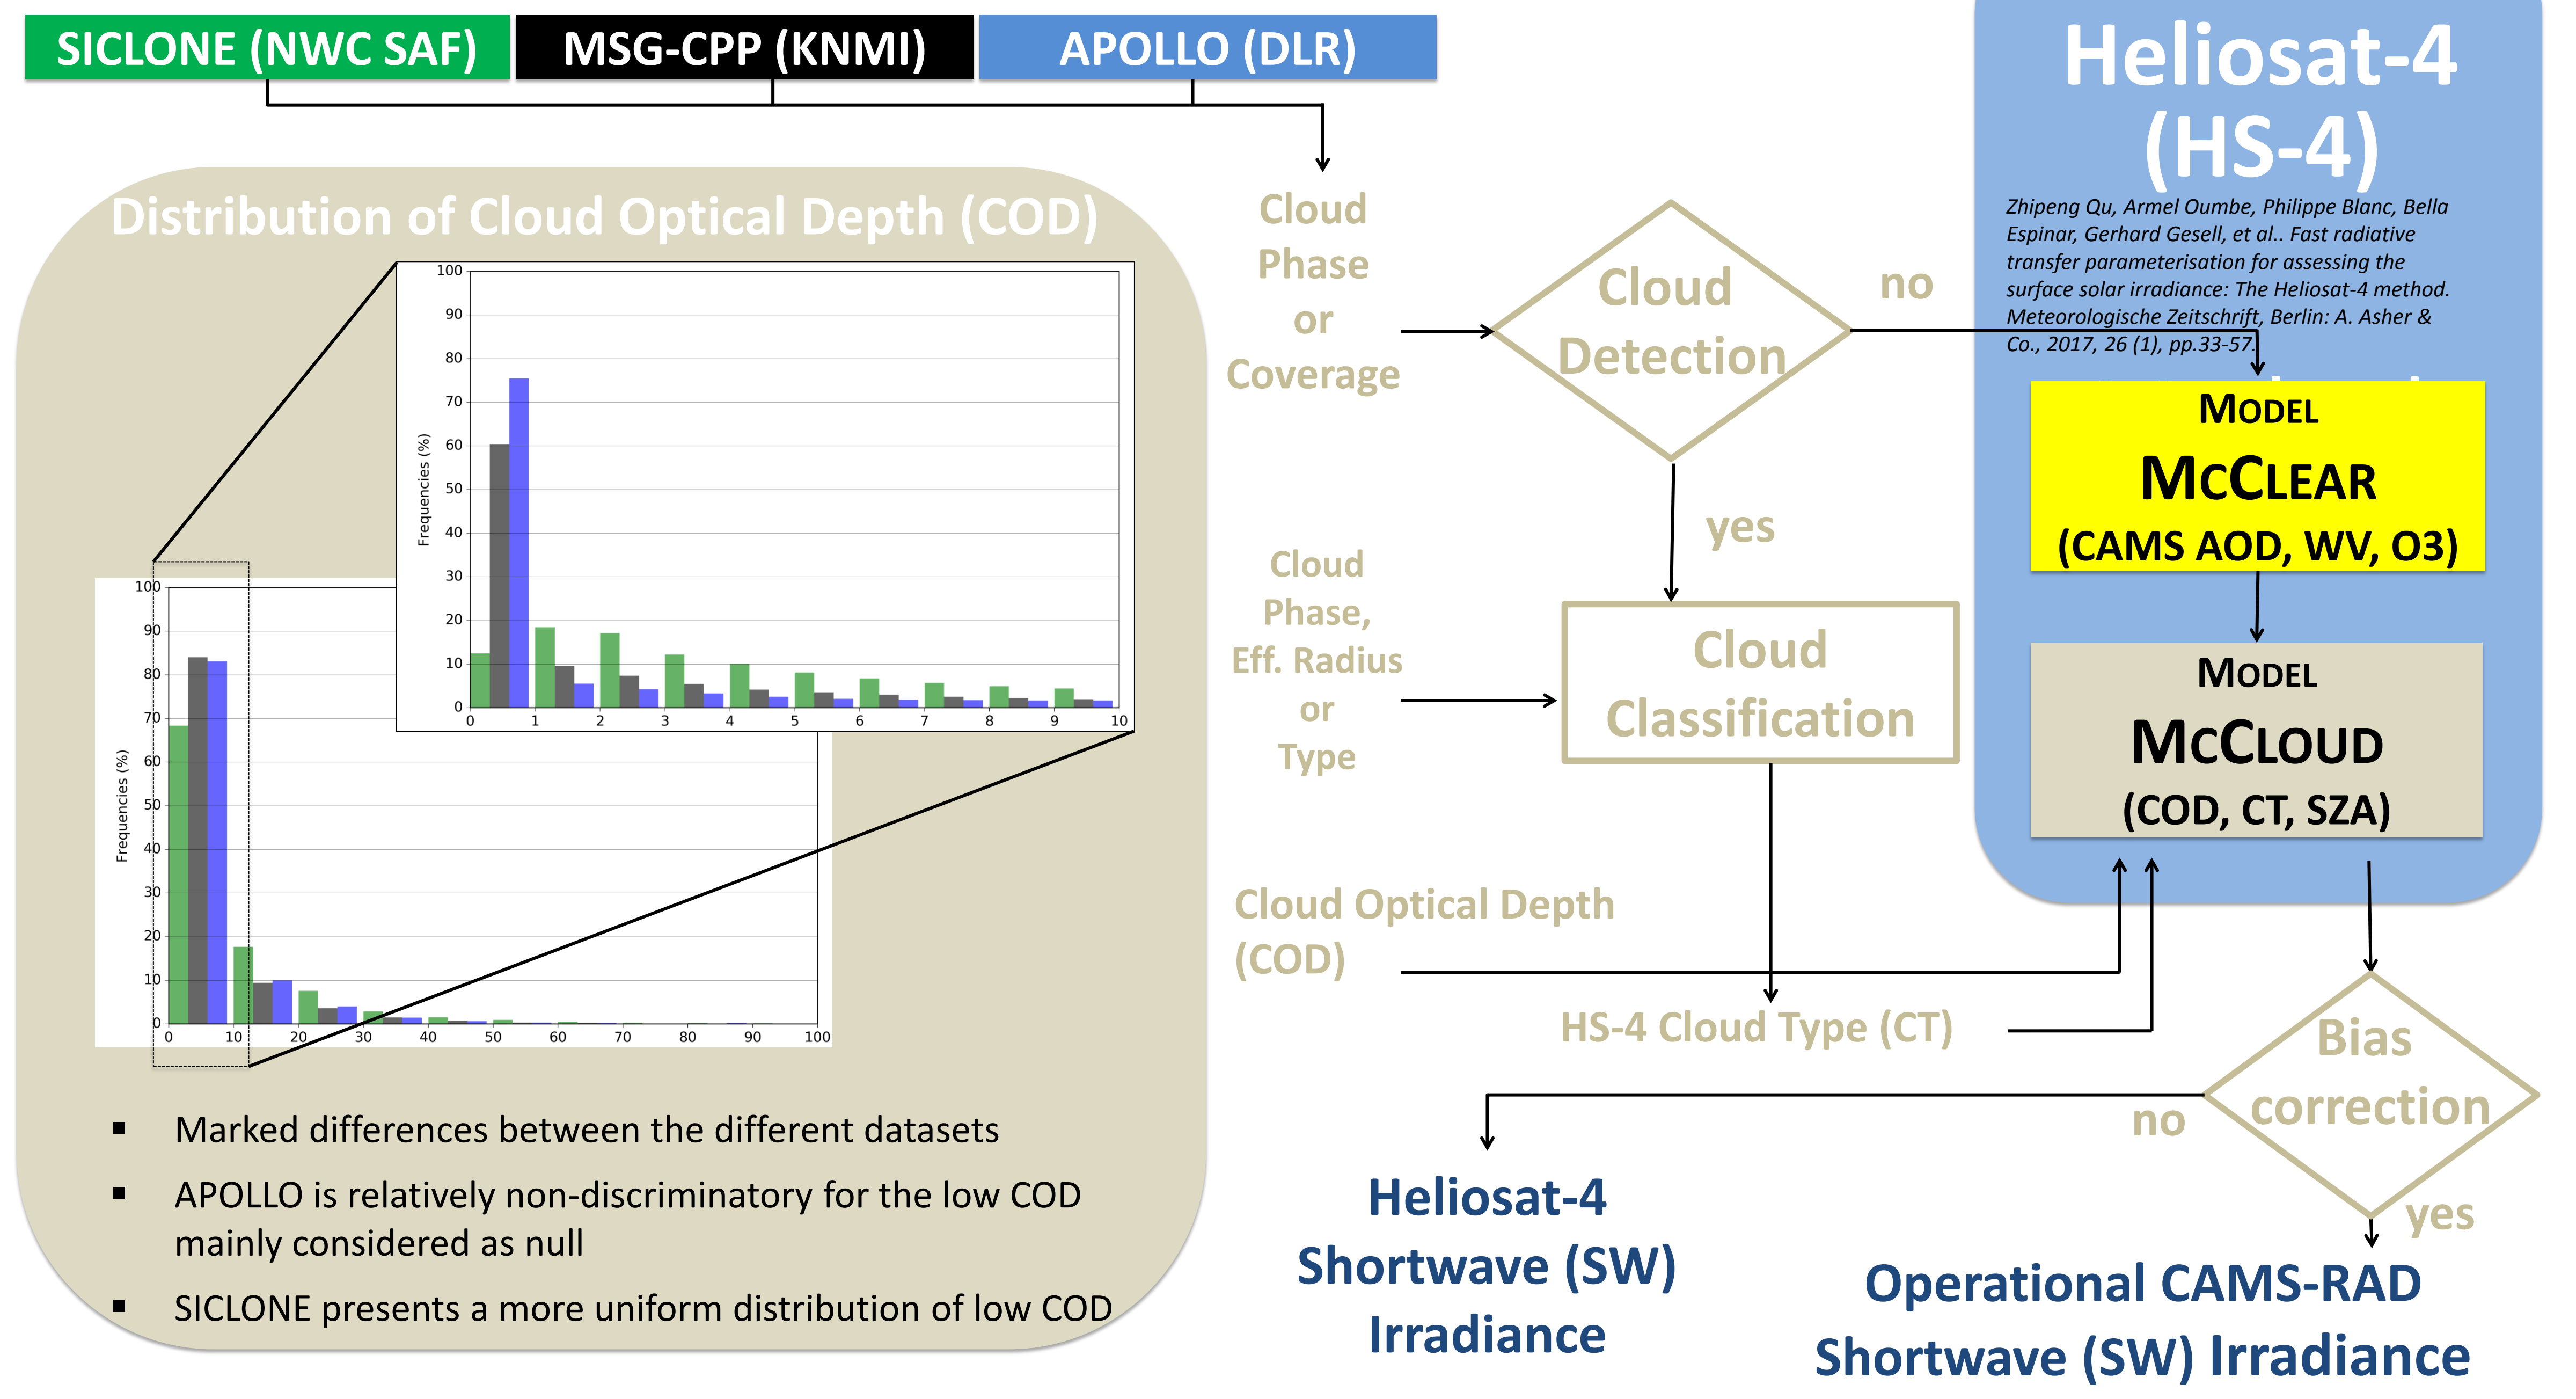 SICLONE (NWC SAF)
MSG-CPP (KNMI)
APOLLO (DLR)
Distribution of Cloud Optical Depth (COD)
100
90
80
70
60
50
40
30
20
10
0
Frequencies (%)
0 1 2 3 4 5 6 7 8 9 10
100
90
80
70
60
50
40
30
20
10
0
Frequencies (%)
0 10 20 30 40 50 60 70 80 90 100
▪ Marked differences between the different datasets
▪ APOLLO is relatively non-discriminatory for the low COD
mainly considered as null
▪ SICLONE presents a more uniform distribution of low COD
Cloud
Phase
or
Coverage
Cloud
Detection
no
yes
Cloud
Phase,
Eff. Radius
or
Type
Cloud
Classification
Cloud Optical Depth
(COD)
HS-4 Cloud Type (CT)
Heliosat-4
(HS-4)
Zhipeng Qu, Armel Oumbe, Philippe Blanc, Bella
Espinar, Gerhard Gesell, et al.. Fast radiative
transfer parameterisation for assessing the
surface solar irradiance: The Heliosat-4 method.
Meteorologische Zeitschrift, Berlin: A. Asher &
Co., 2017, 26 (1), pp.33-57.
MODEL
MCCLEAR
(CAMS AOD, WV, O3)
MODEL
MCCLOUD
(COD, CT, SZA)
Bias
correction
no
yes
Heliosat-4
Shortwave (SW)
Irradiance
Operational CAMS-RAD
Shortwave (SW) Irradiance